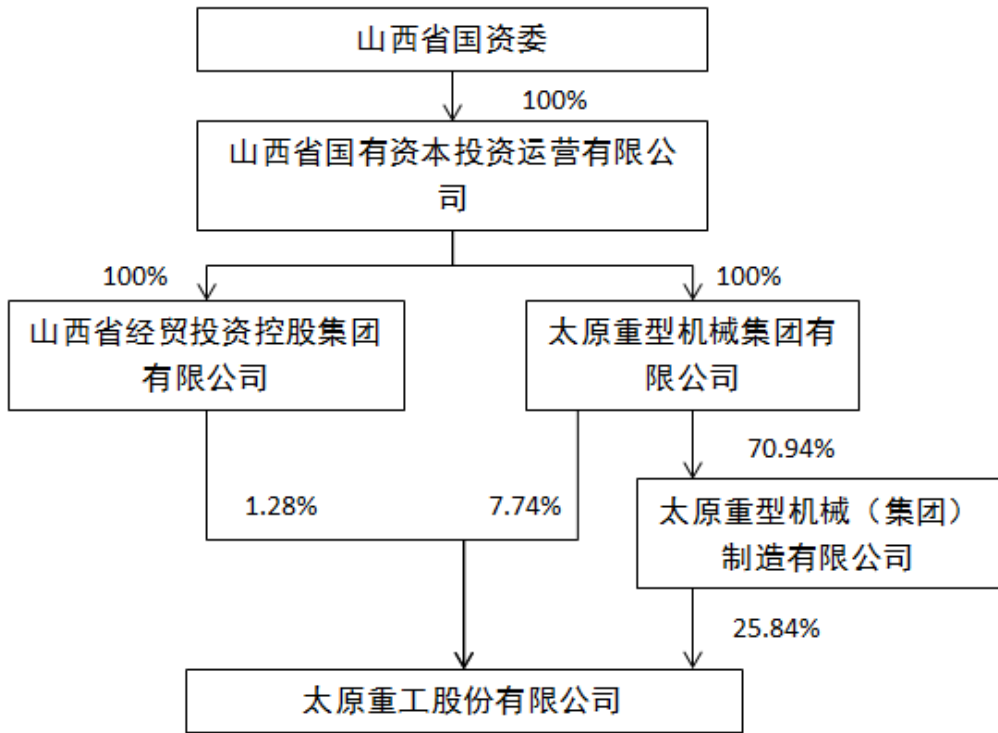 山西省国资委
100%
山西省国有资本投资运营有限公
司
100%
100%
山西省经贸投资控股集团
有限公司
太原重型机械集团有
限公司
70.94%
1.28%
7.74%
太原重型机械（集团）
制造有限公司
25.84%
太原重工股份有限公司